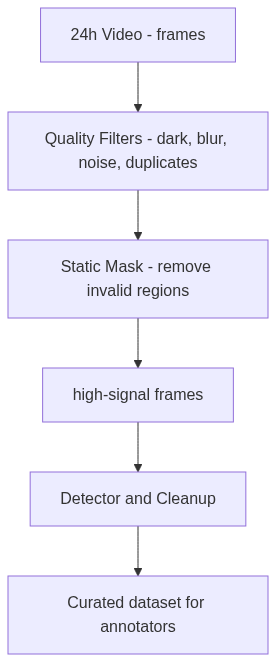 24h Video - frames
Quality Filters - dark, blur,
noise, duplicates
Static Mask - remove
invalid regions
high-signal frames
Detector and Cleanup
Curated dataset for
annotators